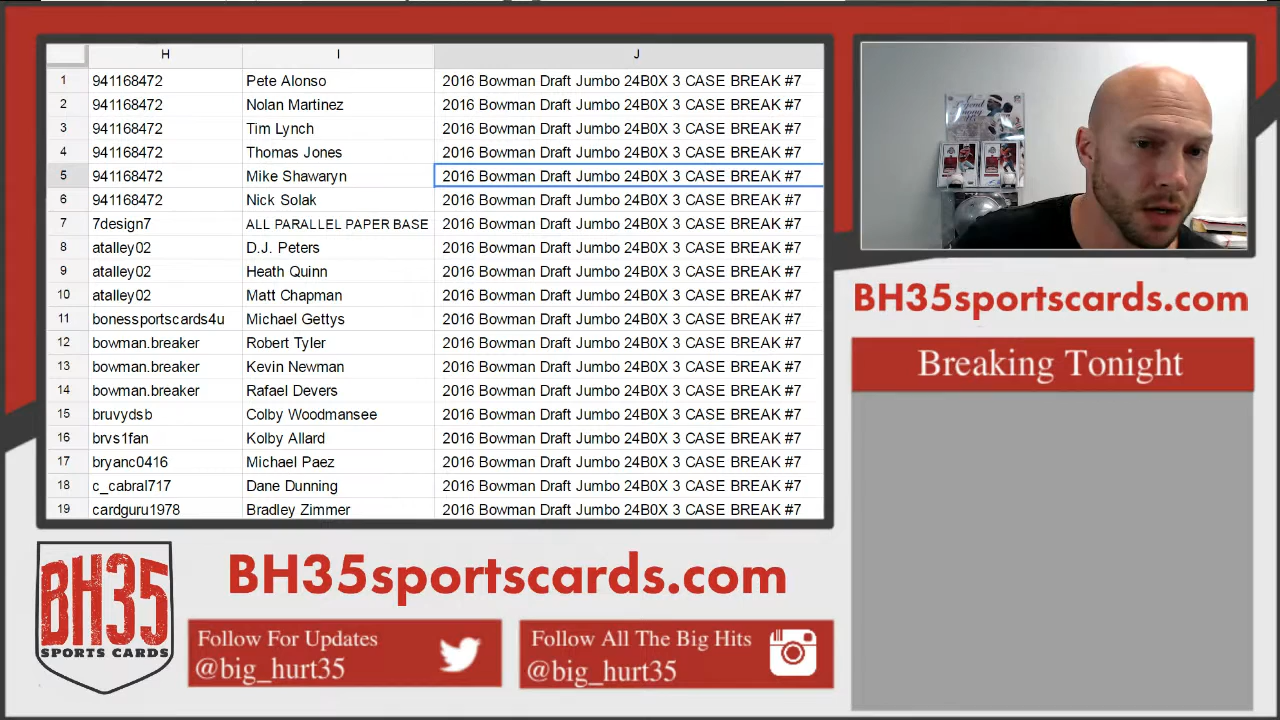 H I J
1 941168472 Pete Alonso 2016 Bowman Draft Jumbo 24B0X 3 CASE BREAK #7
2 941168472 Nolan Martinez 2016 Bowman Draft Jumbo 24B0X 3 CASE BREAK #7
3 941168472 Tim Lynch 2016 Bowman Draft Jumbo 24B0X 3 CASE BREAK #7
4 941168472 Thomas Jones 2016 Bowman Draft Jumbo 24B0X 3 CASE BREAK #7
5 941168472 Mike Shawaryn 2016 Bowman Draft Jumbo 24B0X 3 CASE BREAK #7
6 941168472 Nick Solak 2016 Bowman Draft Jumbo 24B0X 3 CASE BREAK #7
7 7design7 ALL PARALLEL PAPER BASE 2016 Bowman Draft Jumbo 24B0X 3 CASE BREAK #7
8 atalley02 D.J. Peters 2016 Bowman Draft Jumbo 24B0X 3 CASE BREAK #7
9 atalley02 Heath Quinn 2016 Bowman Draft Jumbo 24B0X 3 CASE BREAK #7
10 atalley02 Matt Chapman 2016 Bowman Draft Jumbo 24B0X 3 CASE BREAK #7
11 bonessportscards4u Michael Gettys 2016 Bowman Draft Jumbo 24B0X 3 CASE BREAK #7
12 bowman.breaker Robert Tyler 2016 Bowman Draft Jumbo 24B0X 3 CASE BREAK #7
13 bowman.breaker Kevin Newman 2016 Bowman Draft Jumbo 24B0X 3 CASE BREAK #7
14 bowman.breaker Rafael Devers 2016 Bowman Draft Jumbo 24B0X 3 CASE BREAK #7
15 bruvydsb Colby Woodmansee 2016 Bowman Draft Jumbo 24B0X 3 CASE BREAK #7
16 brvs1fan Kolby Allard 2016 Bowman Draft Jumbo 24B0X 3 CASE BREAK #7
17 bryanc0416 Michael Paez 2016 Bowman Draft Jumbo 24B0X 3 CASE BREAK #7
18 c_cabral717 Dane Dunning 2016 Bowman Draft Jumbo 24B0X 3 CASE BREAK #7
19 cardguru1978 Bradley Zimmer 2016 Bowman Draft Jumbo 24B0X 3 CASE BREAK #7
BH35sportscards.com
Breaking Tonight
BH35
SPORTS CARDS
BH35sportscards.com
Follow For Updates
@big_hurt35
Follow All The Big Hits
@big_hurt35